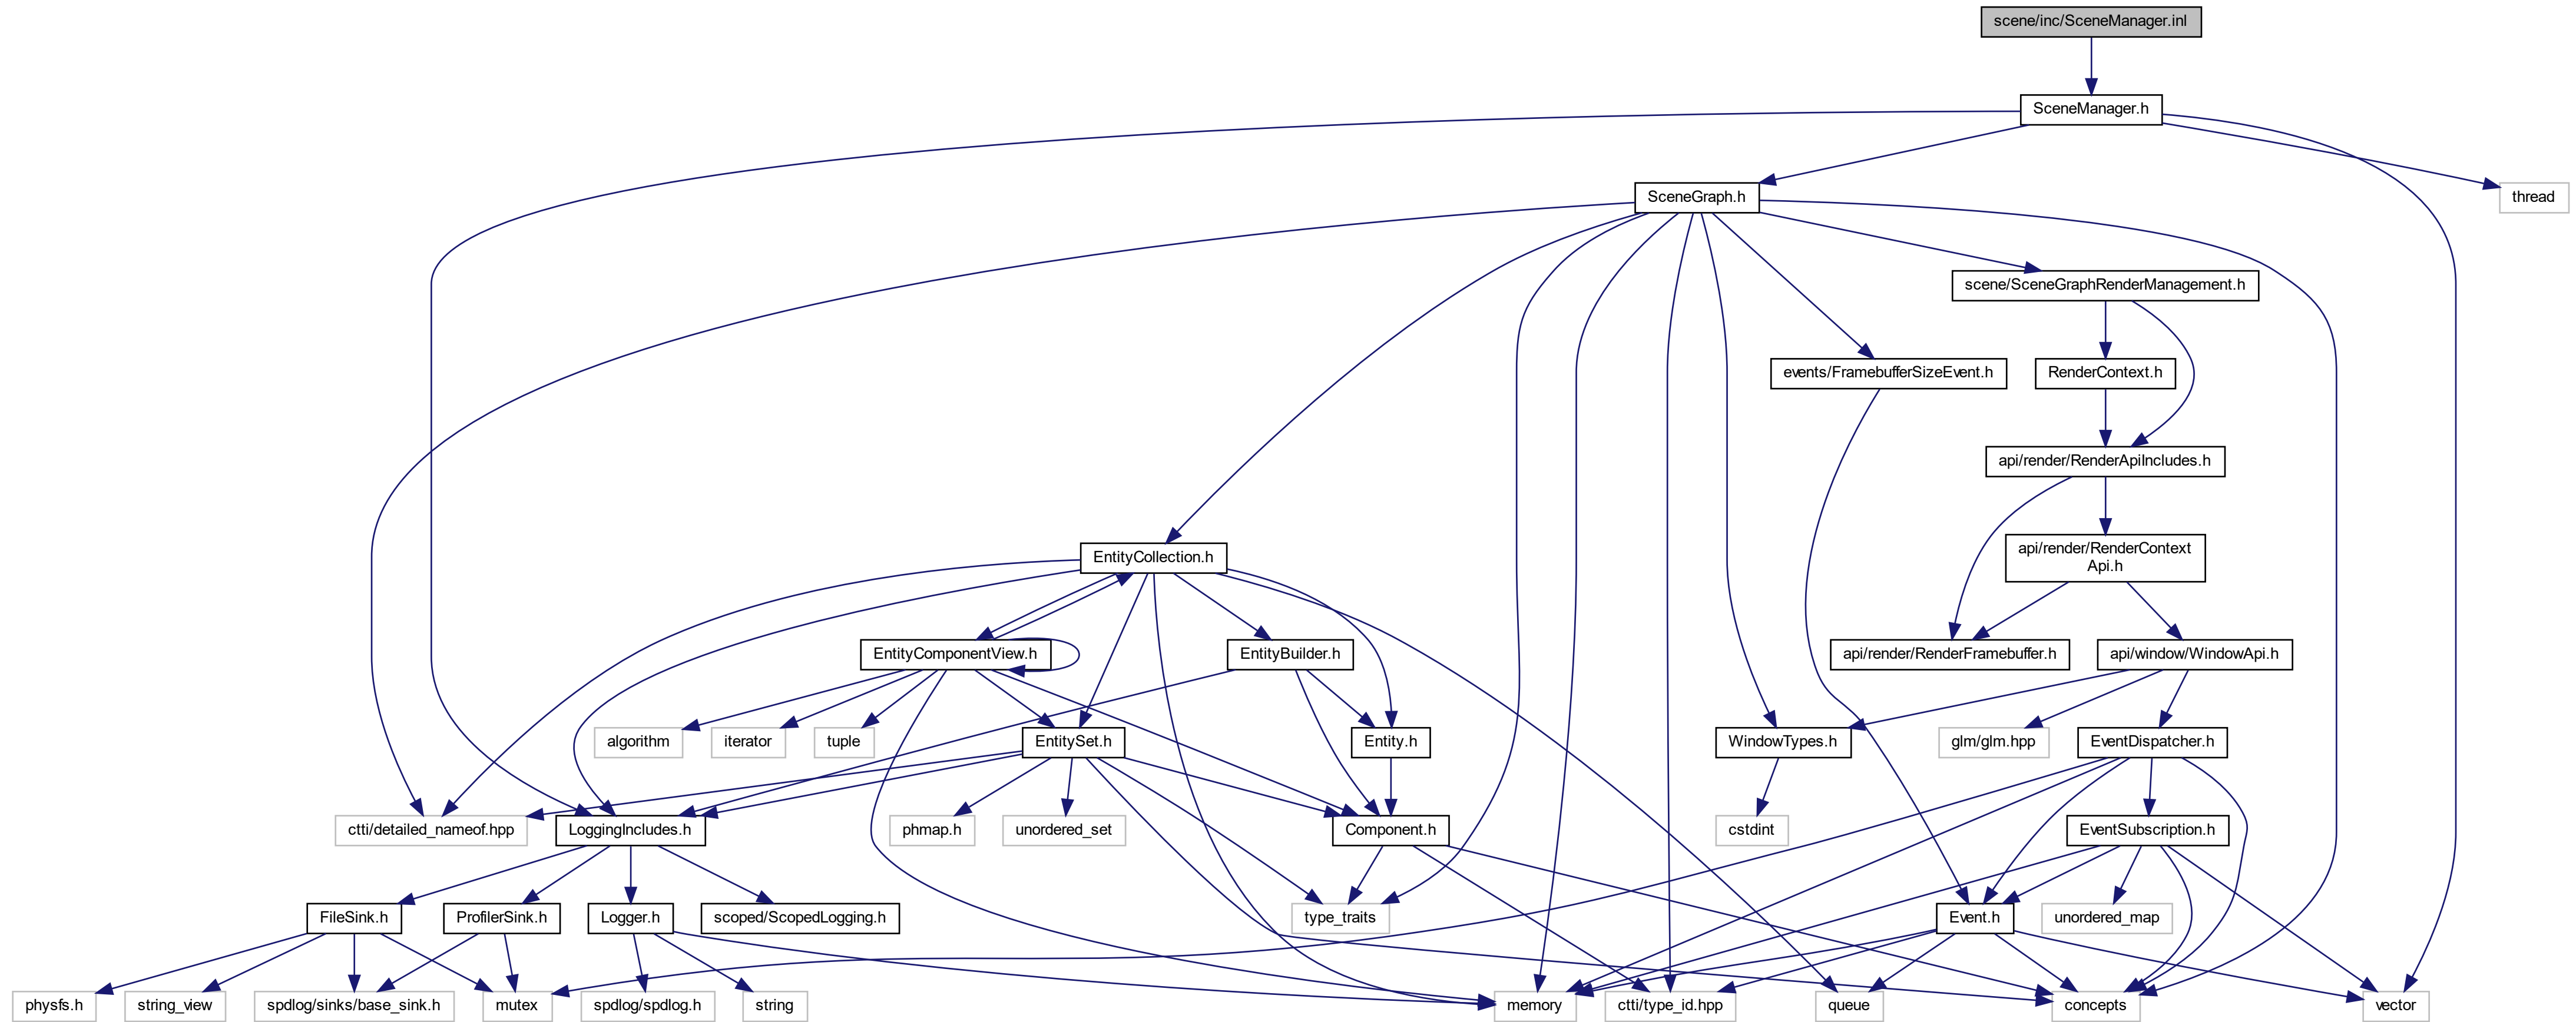 scene/inc/SceneManager.inl
SceneManager.h
SceneGraph.h
thread
scene/SceneGraphRenderManagement.h
events/FramebufferSizeEvent.h
RenderContext.h
api/render/RenderApiIncludes.h
EntityCollection.h
api/render/RenderContext
Api.h
EntityComponentView.h
EntityBuilder.h
api/render/RenderFramebuffer.h
api/window/WindowApi.h
algorithm
iterator
tuple
EntitySet.h
Entity.h
WindowTypes.h
glm/glm.hpp
EventDispatcher.h
ctti/detailed_nameof.hpp
LoggingIncludes.h
phmap.h
unordered_set
Component.h
cstdint
EventSubscription.h
FileSink.h
ProfilerSink.h
Logger.h
scoped/ScopedLogging.h
type_traits
Event.h
unordered_map
physfs.h
string_view
spdlog/sinks/base_sink.h
mutex
spdlog/spdlog.h
string
memory
ctti/type_id.hpp
queue
concepts
vector